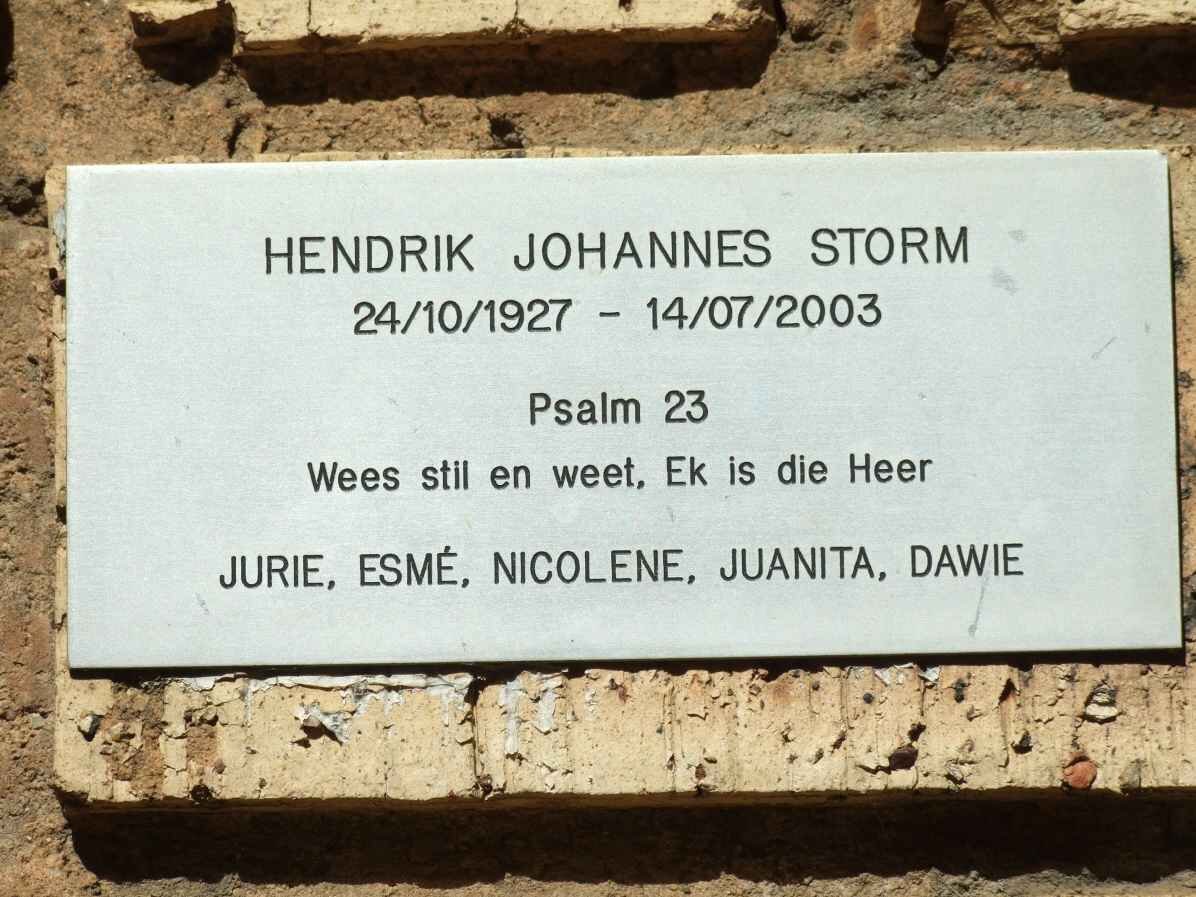 HENDRIK JOHANNES STORM
24/10/1927 - 14/07/2003
Psalm 23
Wees stil en weet, Ek is die Heer
JURIE, ESMÉ, NICOLENE, JUANITA, DAWIE